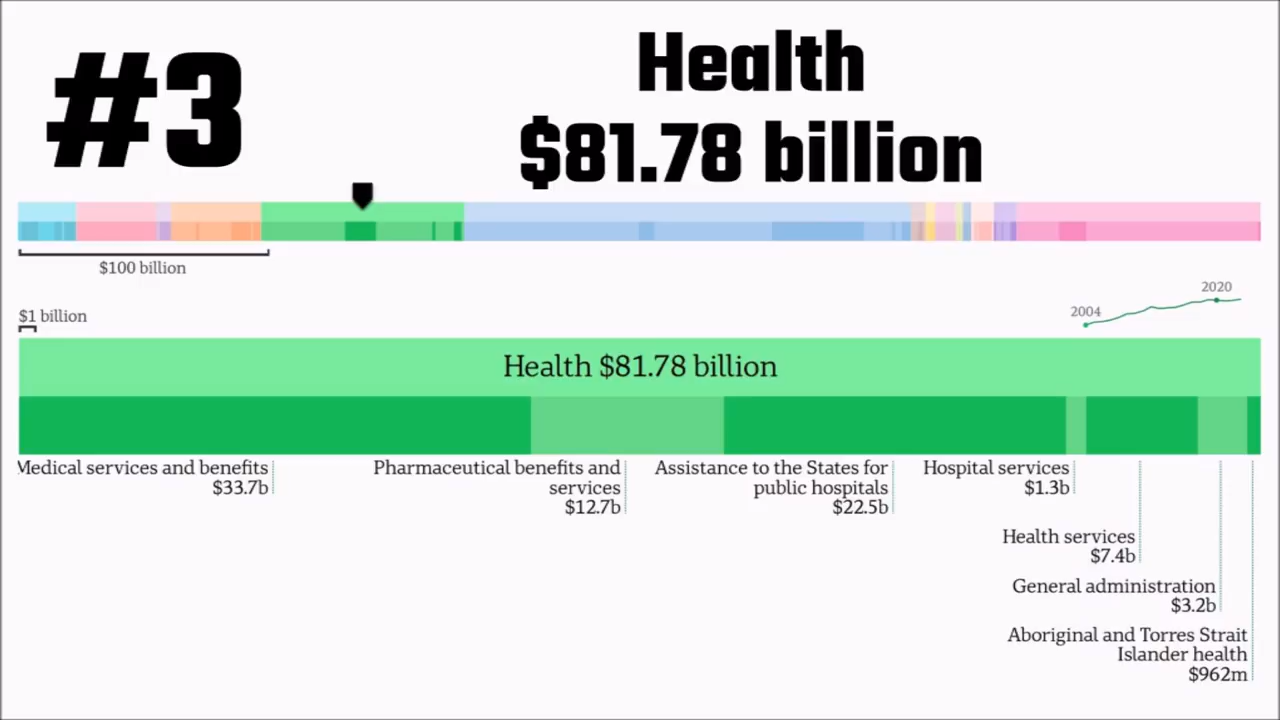 #3
Health
$81.78 billion
$100 billion
2020
2004
$1 billion
Health $81.78 billion
Medical services and benefits
$33.7b
Pharmaceutical benefits and
services
$12.7b
Assistance to the States for
public hospitals
$22.5b
Hospital services
$1.3b
Health services
$7.4b
General administration
$3.2b
Aboriginal and Torres Strait
Islander health
$962m